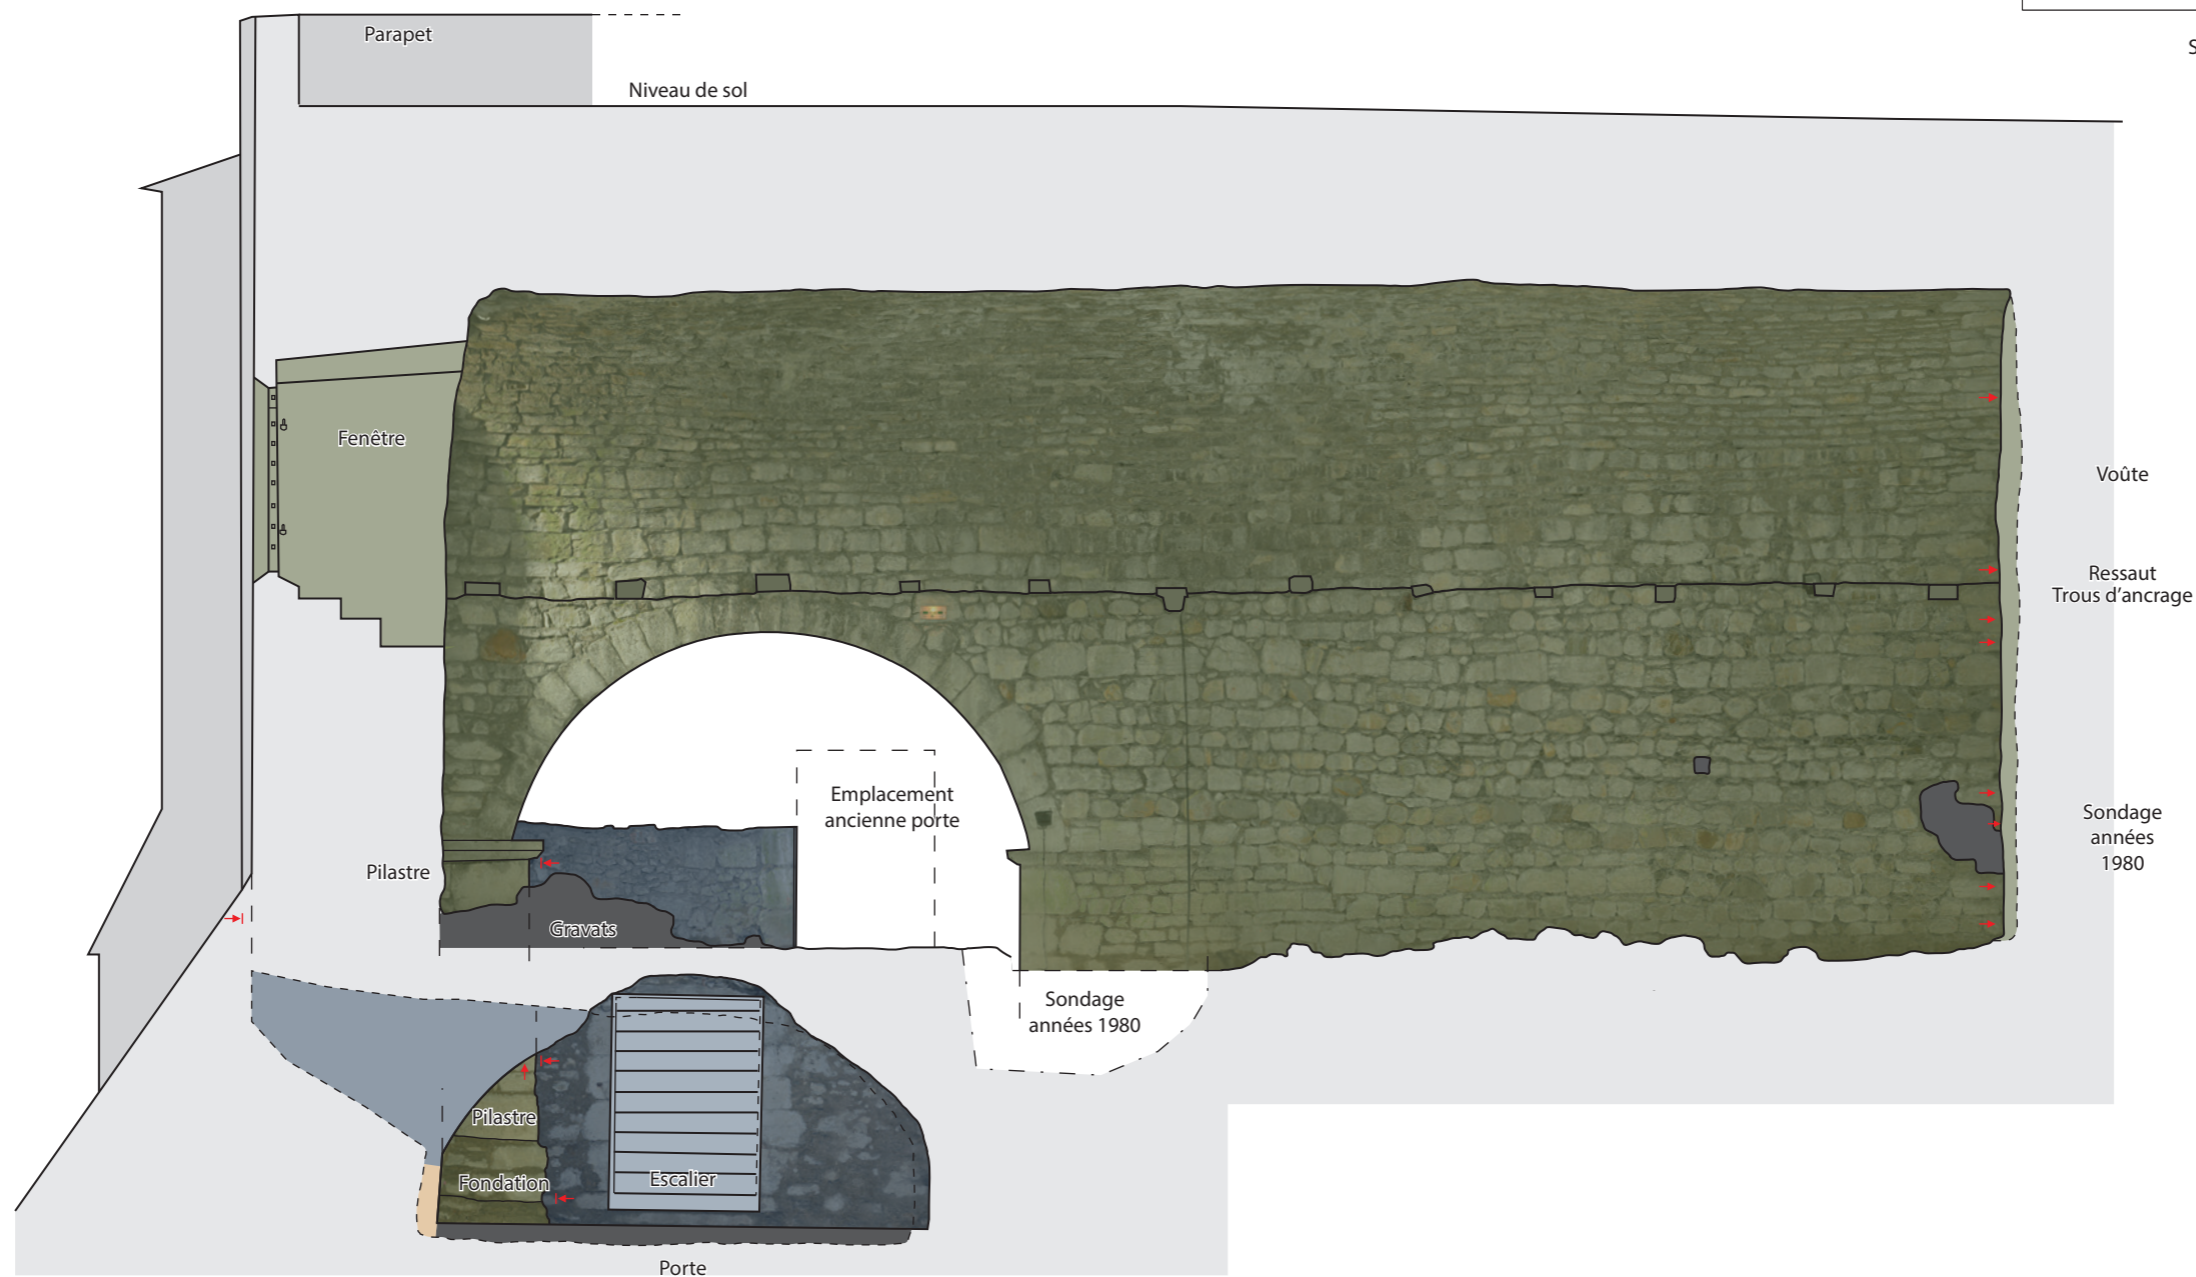 Parapet
S
Niveau de sol
Fenêtre
Voûte
Ressaut
Trous d'ancrage
Emplacement
ancienne porte
Sondage
années
1980
Pilastre
Gravats
Sondage
années 1980
Pilastre
Fondation
Escalier
Porte